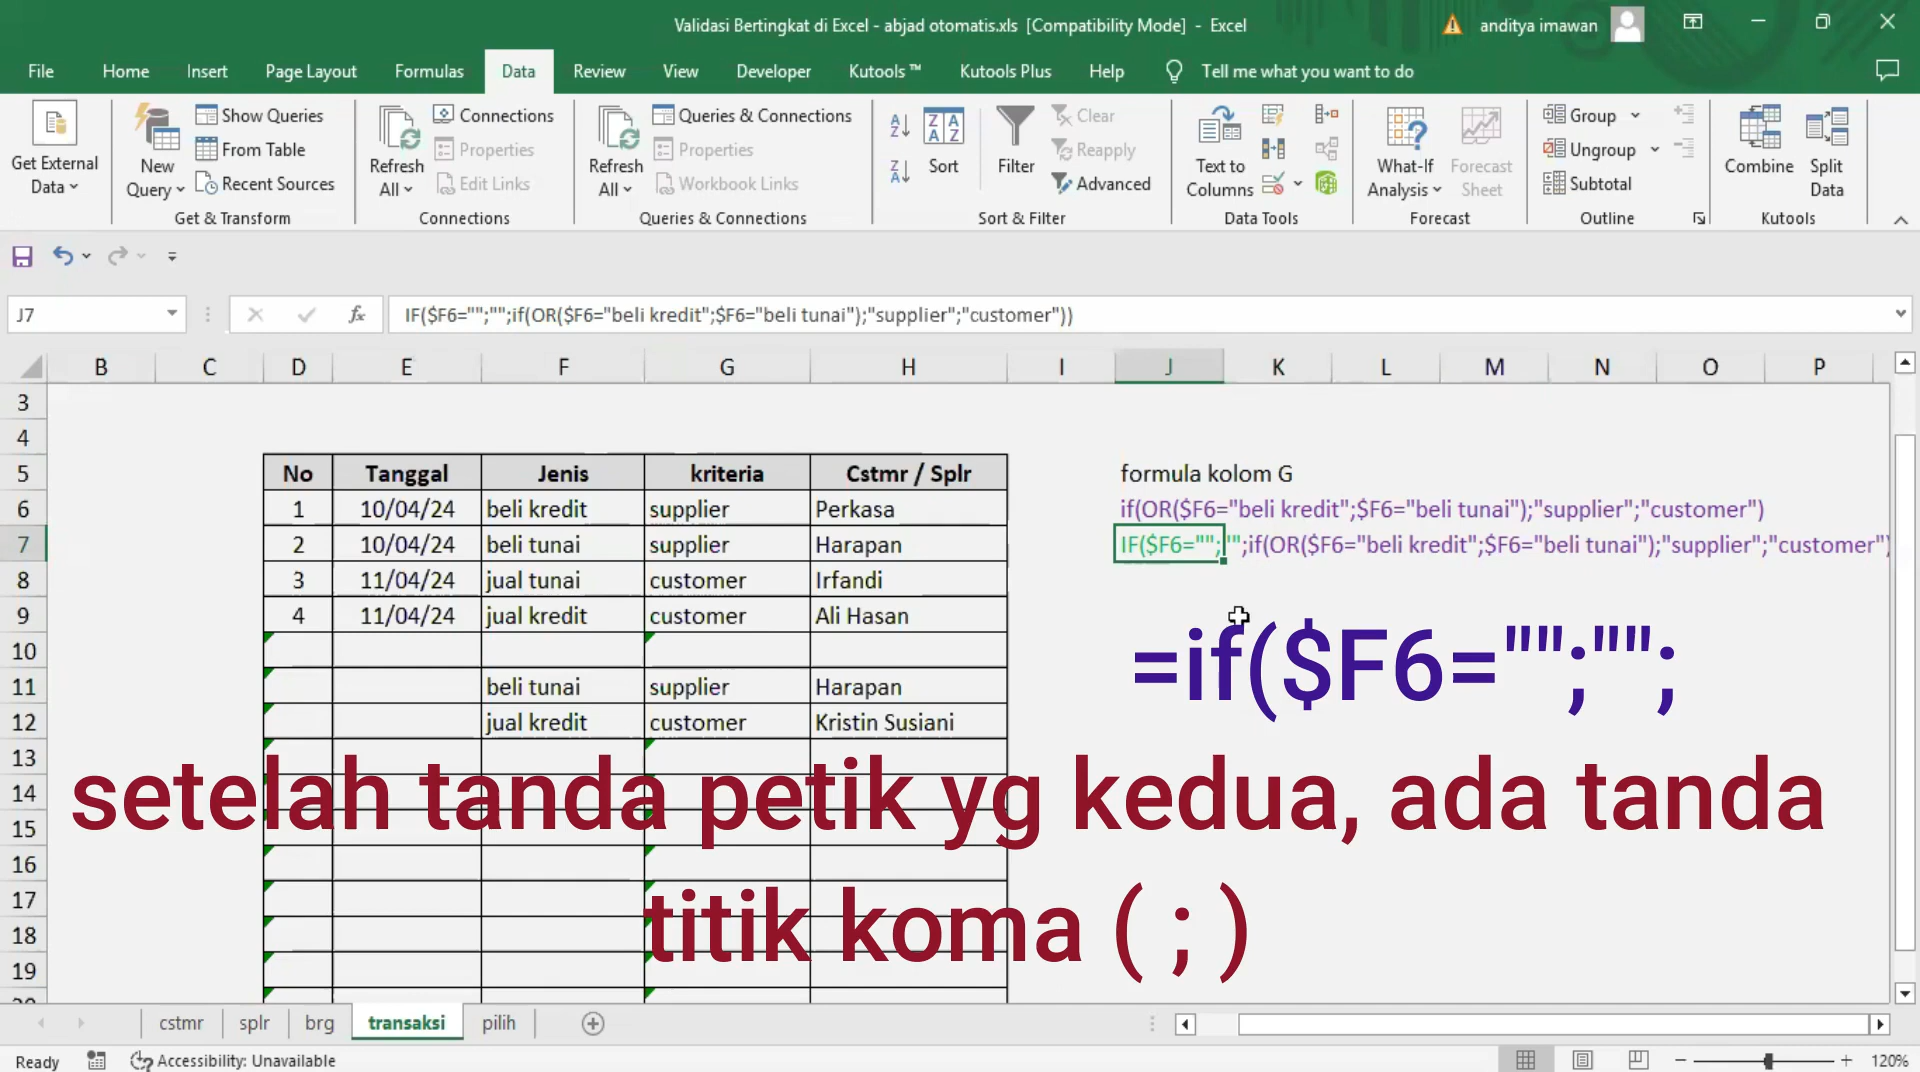 Validasi Bertingkat di Excel - abjad otomatis.xls [Compatibility Mode] - Excel
anditya imawan
File Home Insert Page Layout Formulas Data Review View Developer Kutools ™ Kutools Plus Help Tell me what you want to do
Get External Data
New Query
Show Queries
From Table
Recent Sources
Get & Transform
Refresh All
Connections
Properties
Edit Links
Connections
Refresh All
Queries & Connections
Properties
Workbook Links
Queries & Connections
Sort
Filter
Clear
Reapply
Advanced
Sort & Filter
Text to Columns
Data Tools
What-If Analysis
Forecast Sheet
Forecast
Group
Ungroup
Subtotal
Outline
Combine
Split Data
Kutools
J7
fx
IF($F6="";"";if(OR($F6="beli kredit";$F6="beli tunai");"supplier";"customer"))
B C D E F G H I J K L M N O P
3
4
5 No Tanggal Jenis kriteria Cstmr / Splr formula kolom G
6 1 10/04/24 beli kredit supplier Perkasa if(OR($F6="beli kredit";$F6="beli tunai");"supplier";"customer")
7 2 10/04/24 beli tunai supplier Harapan IF($F6="";"";if(OR($F6="beli kredit";$F6="beli tunai");"supplier";"customer")
8 3 11/04/24 jual tunai customer Irfandi
9 4 11/04/24 jual kredit customer Ali Hasan
10
=if($F6="";"";
11 beli tunai supplier Harapan
12 jual kredit customer Kristin Susiani
13
setelah tanda petik yg kedua, ada tanda
14
15
16
17
titik koma ( ; )
18
19
cstmr splr brg transaksi pilih
Ready Accessibility: Unavailable 120%